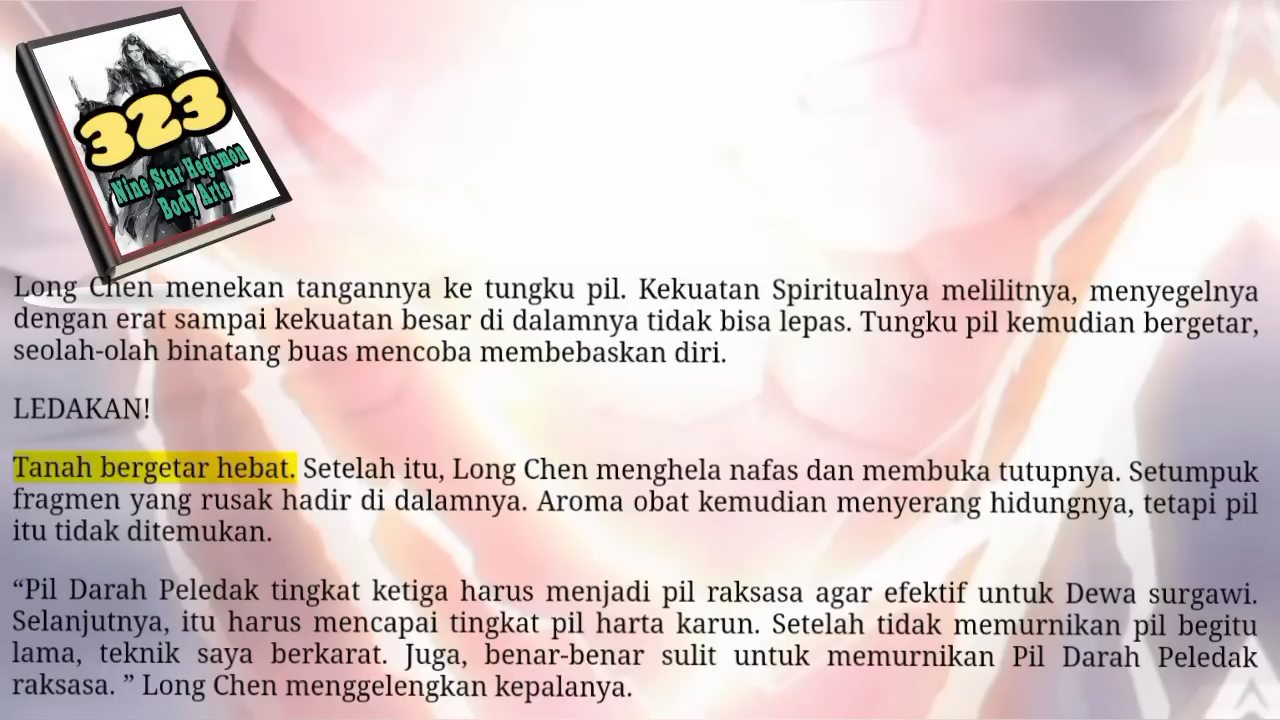 323
Nine Star Hegemon
Body Arts
Long Chen menekan tangannya ke tungku pil. Kekuatan Spiritualnya melilitnya, menyegelnya
dengan erat sampai kekuatan besar di dalamnya tidak bisa lepas. Tungku pil kemudian bergetar,
seolah-olah binatang buas mencoba membebaskan diri.
LEDAKAN!
Tanah bergetar hebat. Setelah itu, Long Chen menghela nafas dan membuka tutupnya. Setumpuk
fragmen yang rusak hadir di dalamnya. Aroma obat kemudian menyerang hidungnya, tetapi pil
itu tidak ditemukan.
“Pil Darah Peledak tingkat ketiga harus menjadi pil raksasa agar efektif untuk Dewa surgawi.
Selanjutnya, itu harus mencapai tingkat pil harta karun. Setelah tidak memurnikan pil begitu
lama, teknik saya berkarat. Juga, benar-benar sulit untuk memurnikan Pil Darah Peledak
raksasa. ” Long Chen menggelengkan kepalanya.